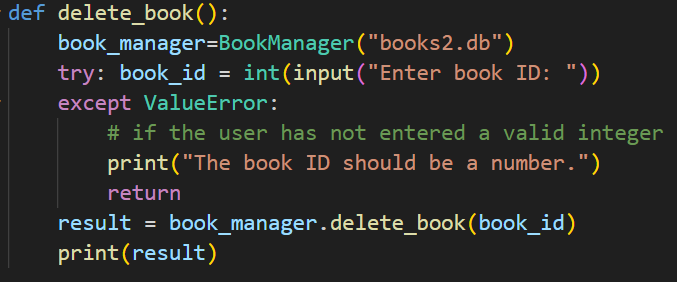 def delete_book():
    book_manager=BookManager("books2.db")
    try: book_id = int(input("Enter book ID: "))
    except ValueError:
        # if the user has not entered a valid integer
        print("The book ID should be a number.")
        return
    result = book_manager.delete_book(book_id)
    print(result)